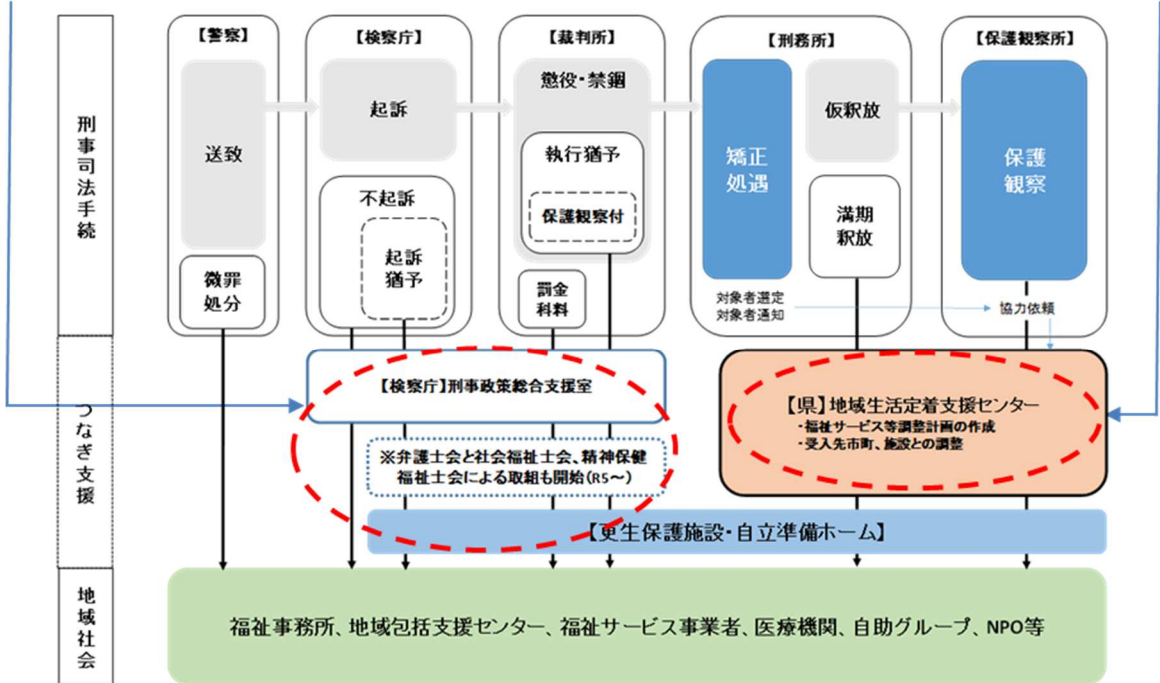 刑事司法手続
【警察】
送致
微罪
処分
【検察庁】
起訴
不起訴
起訴
猶予
【裁判所】
懲役・禁錮
執行猶予
保護観察付
罰金
科料
【刑務所】
矯正
処遇
仮釈放
満期
釈放
対象者選定
対象者通知
【保護観察所】
保護
観察
協力依頼
つなぎ支援
【検察庁】刑事政策総合支援室
※弁護士会と社会福祉士会、精神保健
福祉士会による取組も開始(R5～)
【県】地域生活定着支援センター
・福祉サービス等調整計画の作成
・受入先市町、施設との調整
【更生保護施設・自立準備ホーム】
地域社会
福祉事務所、地域包括支援センター、福祉サービス事業者、医療機関、自助グループ、NPO等